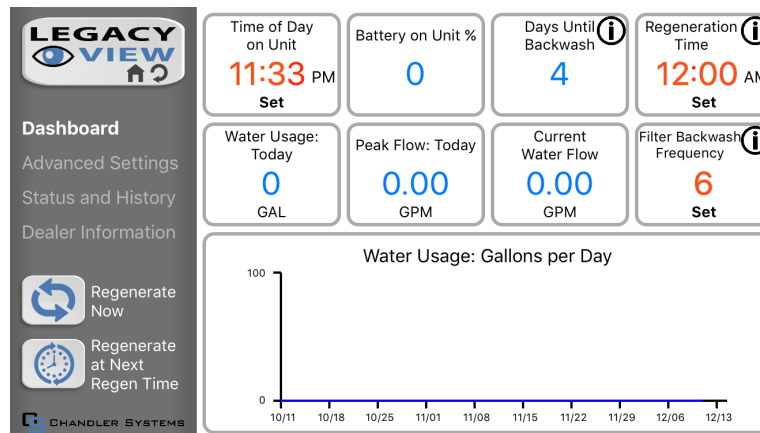 LEGACY
VIEW
Dashboard
Advanced Settings
Status and History
Dealer Information
Regenerate
Now
Regenerate
at Next
Regen Time
CHANDLER SYSTEMS
Time of Day
on Unit
11:33 PM
Set
Battery on Unit %
0
Days Until
Backwash
i
4
Regeneration
Time
i
12:00 AM
Set
Water Usage:
Today
0
GAL
Peak Flow: Today
0.00
GPM
Current
Water Flow
0.00
GPM
Filter Backwash
Frequency
i
6
Set
Water Usage: Gallons per Day
100
0
10/11 10/18 10/25 11/01 11/08 11/15 11/22 11/29 12/06 12/13